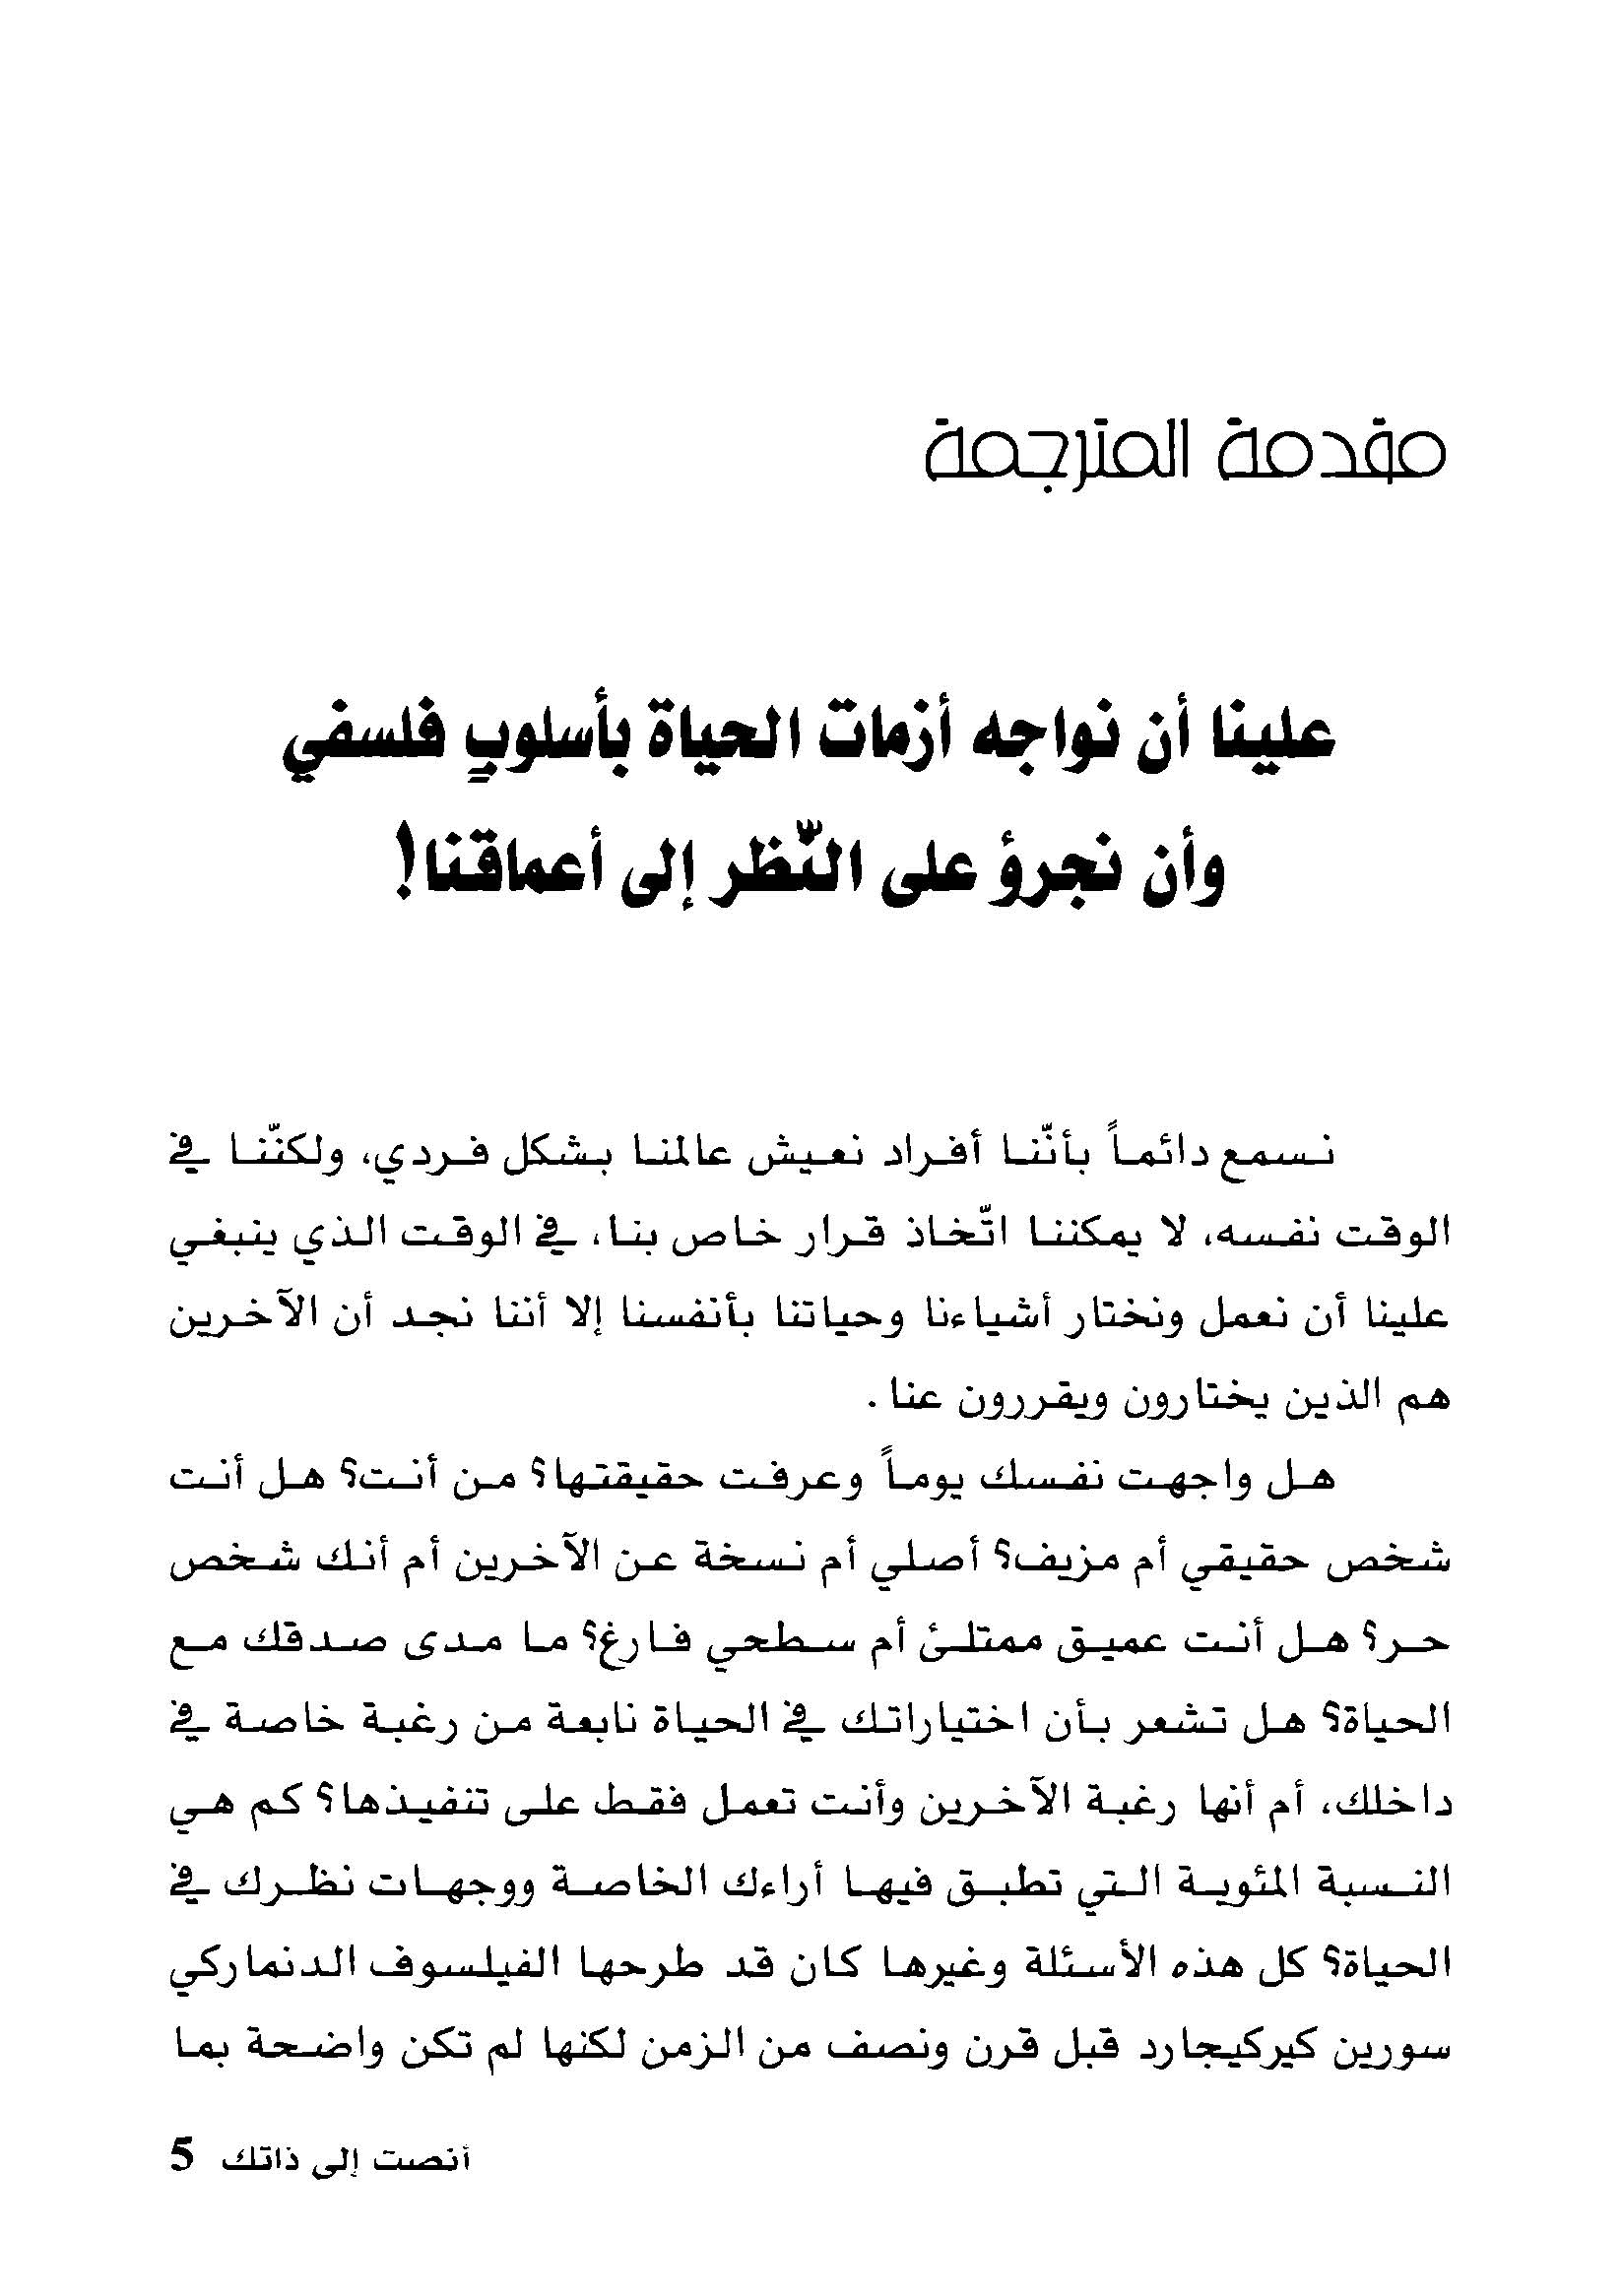 مقدمة المترجمة
علينا أن نواجه أزمات الحياة بأسلوبٍ فلسفي
وأن نجرؤ على النّظر إلى أعماقنا!
نسمع دائماً بأنّنا أفراد نعيش عالمنا بشكل فردي، ولكنّنا في
الوقت نفسه، لا يمكننا اتّخاذ قرار خاص بنا، في الوقت الذي ينبغي
علينا أن نعمل ونختار أشياءنا وحياتنا بأنفسنا إلا أننا نجد أن الآخرين
هم الذين يختارون ويقررون عنا.
هل واجهت نفسك يوماً وعرفت حقيقتها؟ من أنت؟ هل أنت
شخص حقيقي أم مزيف؟ أصلي أم نسخة عن الآخرين أم أنك شخص
حر؟ هل أنت عميق ممتلئ أم سطحي فارغ؟ ما مدى صدقك مع
الحياة؟ هل تشعر بأن اختياراتك في الحياة نابعة من رغبة خاصة في
داخلك، أم أنها رغبة الآخرين وأنت تعمل فقط على تنفيذها؟ كم هي
النسبة المئوية التي تطبق فيها أراءك الخاصة ووجهات نظرك في
الحياة؟ كل هذه الأسئلة وغيرها كان قد طرحها الفيلسوف الدنماركي
سورين كيركيجارد قبل قرن ونصف من الزمن لكنها لم تكن واضحة بما
أنصت إلى ذاتك 5